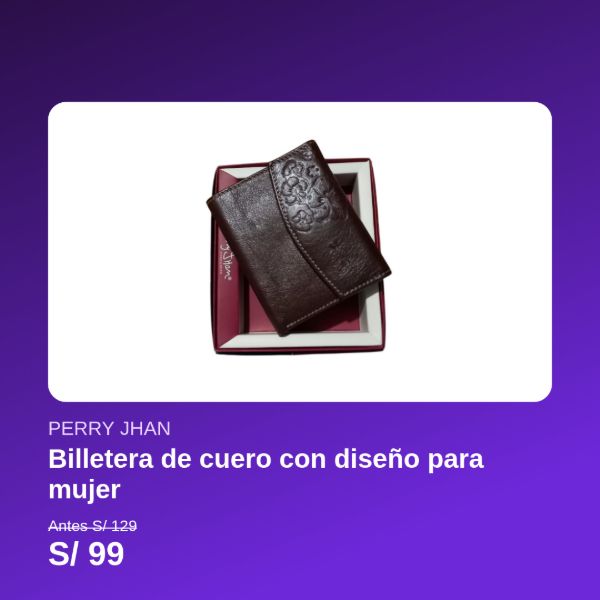 PERRY JHAN
Billetera de cuero con diseño para
mujer
Antes S/ 129
S/ 99